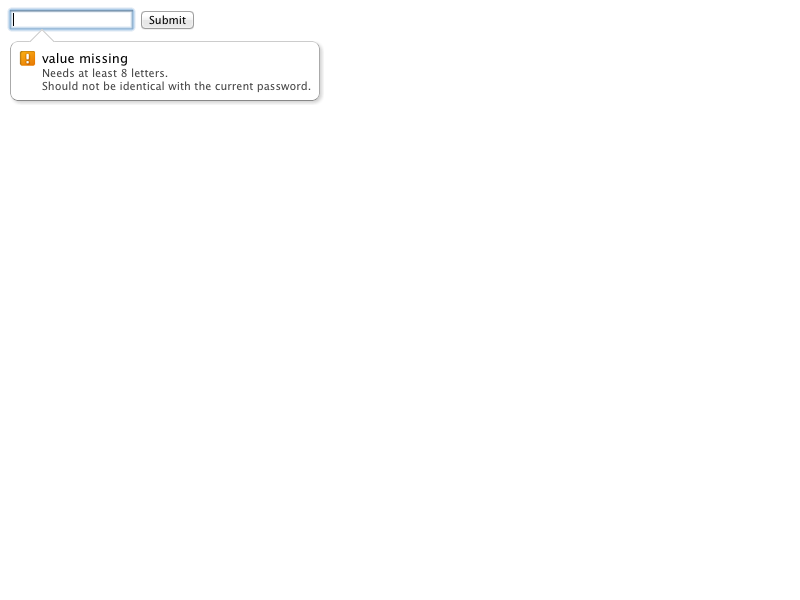 Submit
value missing
Needs at least 8 letters.
Should not be identical with the current password.